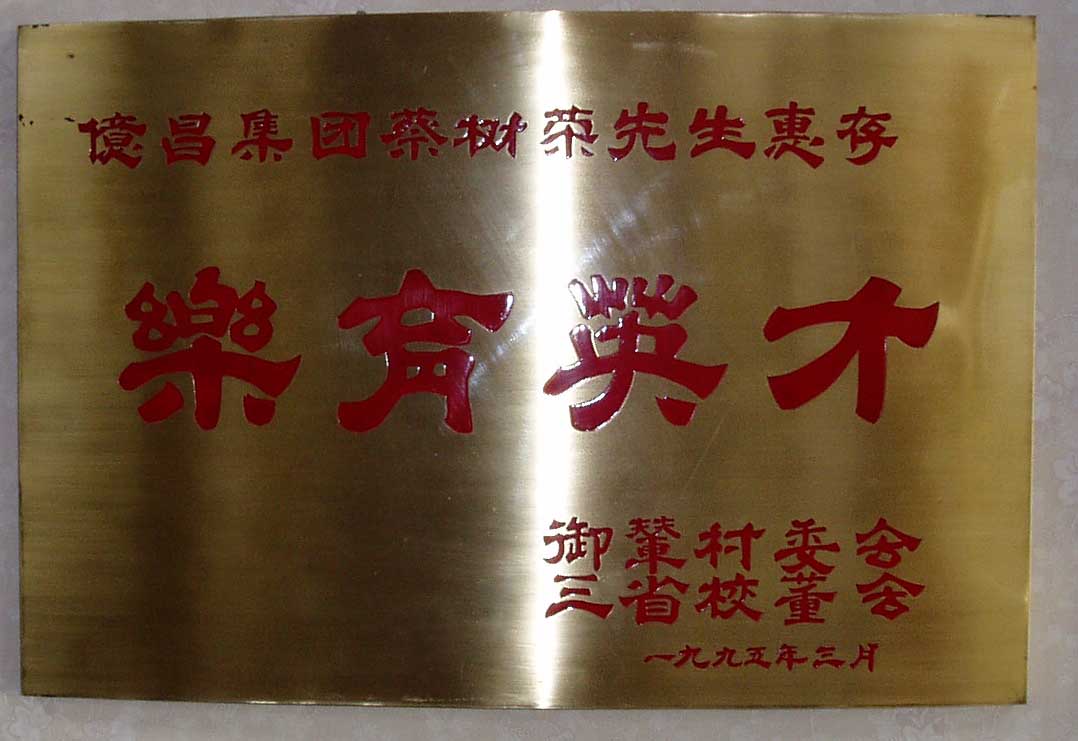 億昌集团蔡树荣先生惠存
樂育英才
御輦村委会
三省校董会
一九九五年三月